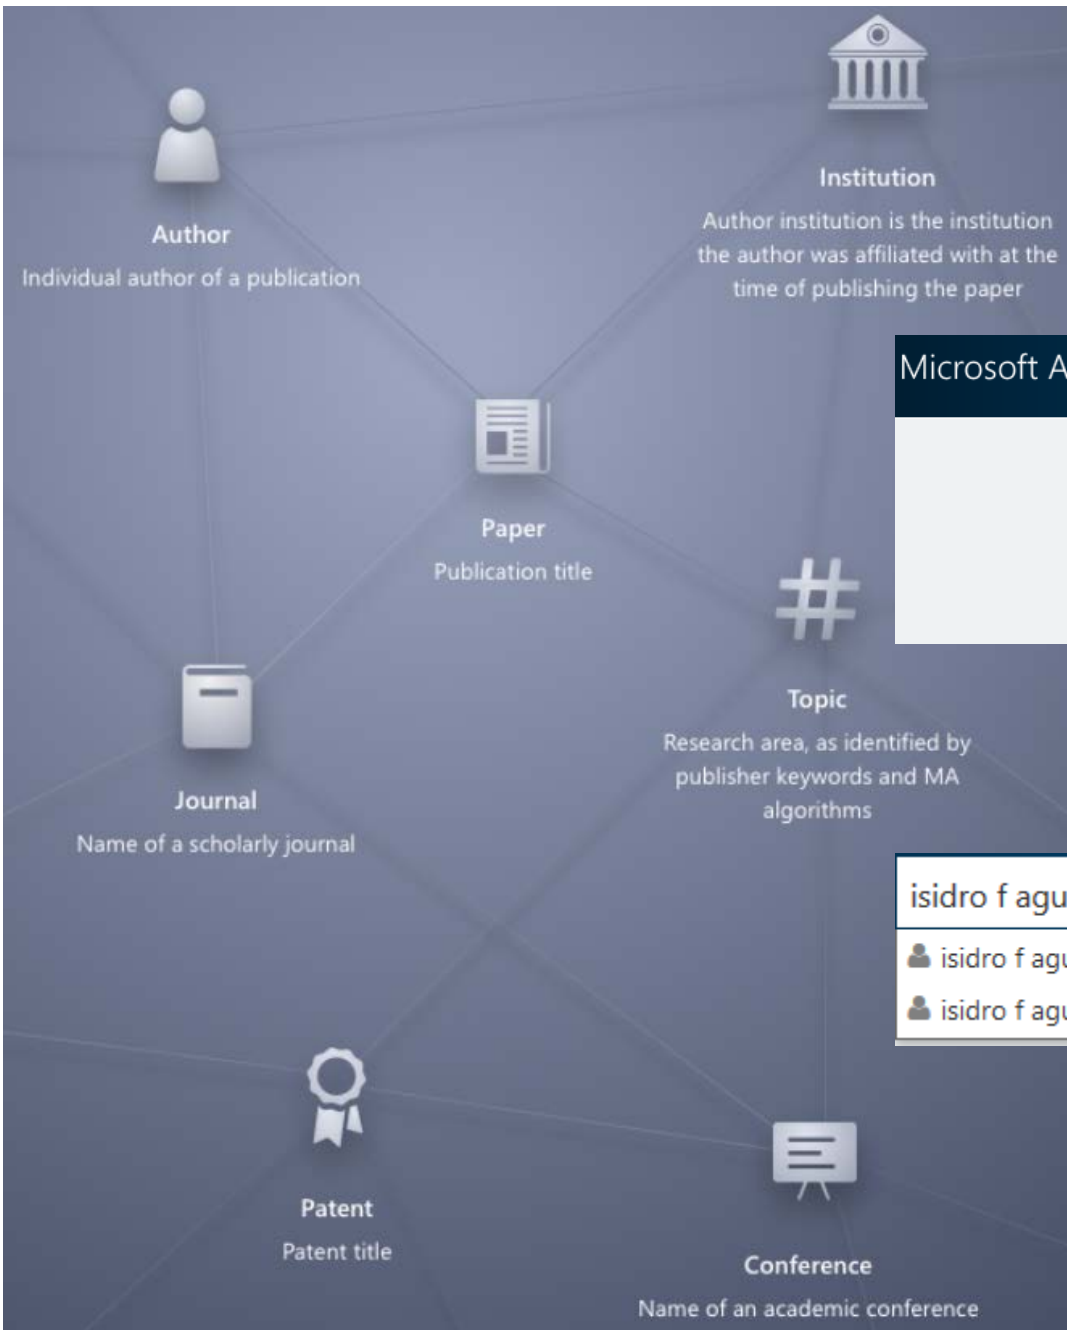 Institution
Author institution is the institution
the author was affiliated with at the
time of publishing the paper
Author
Individual author of a publication
Microsoft A
Paper
Publication title
Topic
Research area, as identified by
publisher keywords and MA
algorithms
Journal
Name of a scholarly journal
isidro f agu
isidro f agu
isidro f agu
Patent
Patent title
Conference
Name of an academic conference